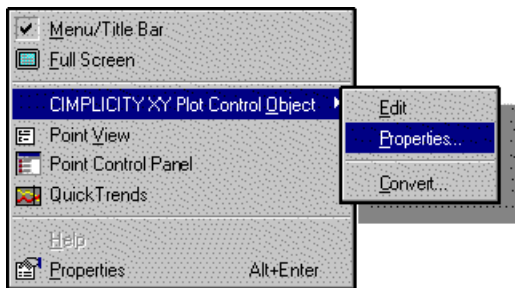 Menu/Title Bar
Full Screen
CIMPLICITY XY Plot Control Object
Edit
Point View
Properties...
Point Control Panel
Convert...
QuickTrends
Help
Properties Alt+Enter